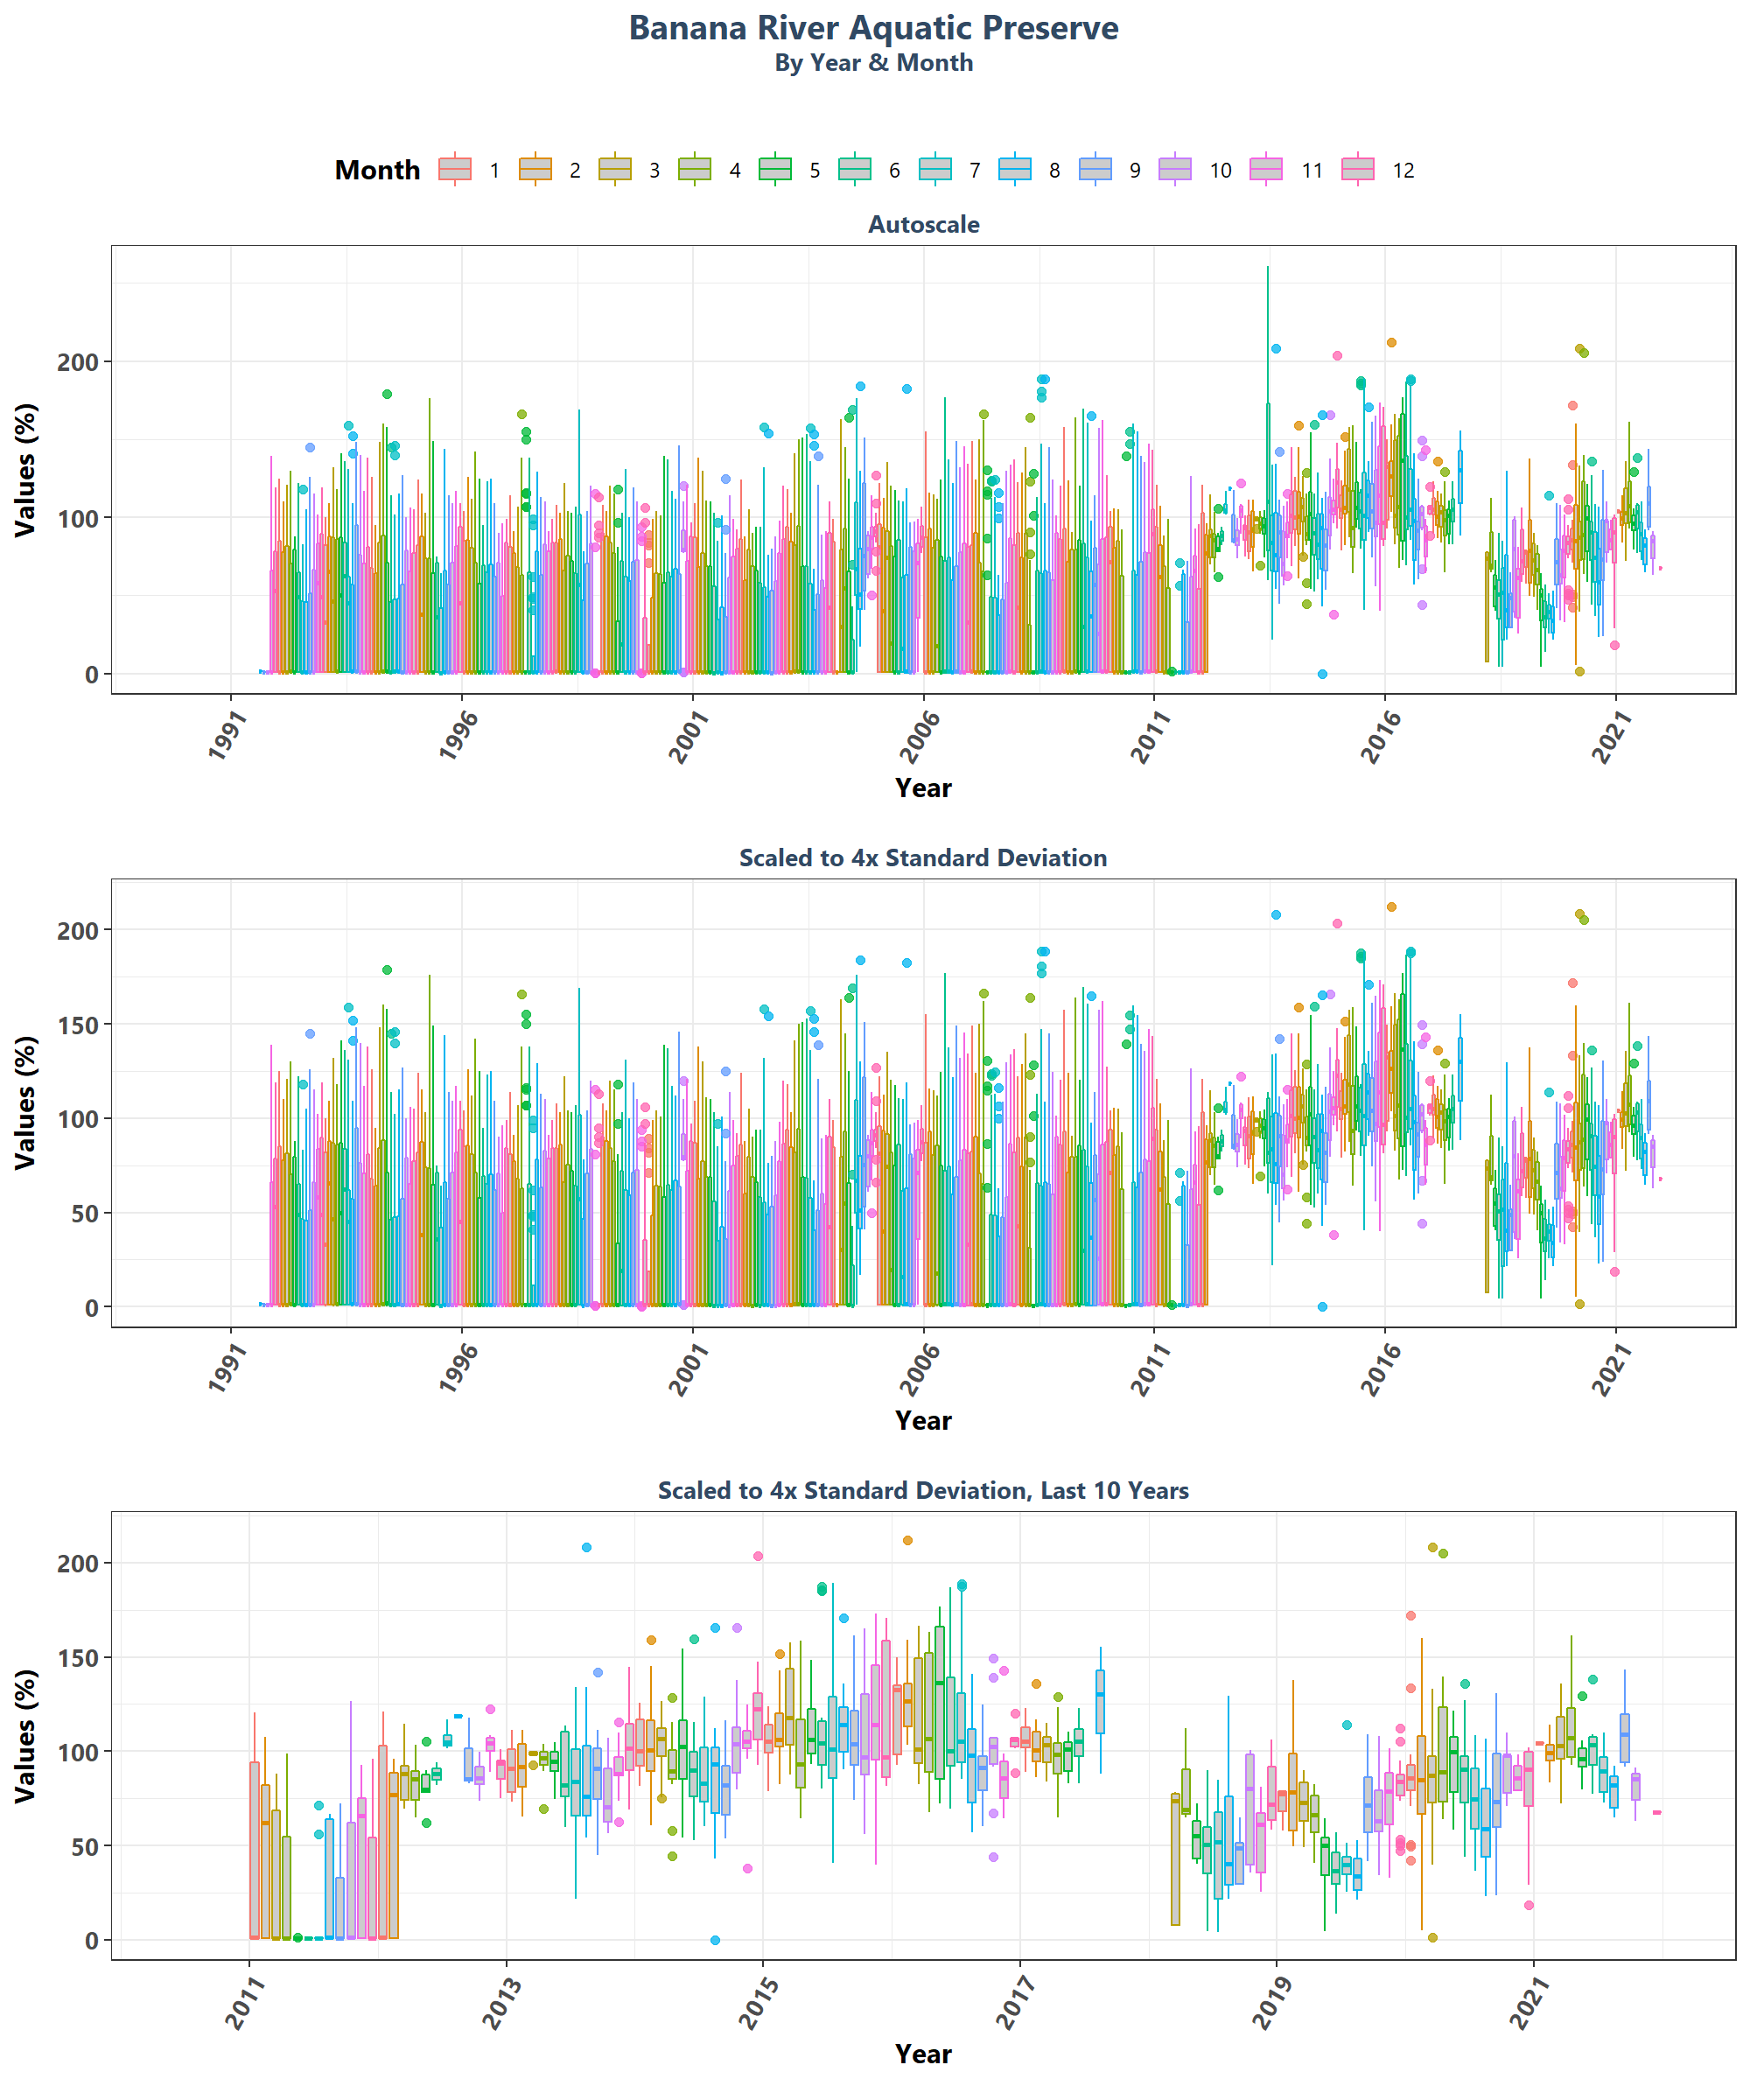 Banana River Aquatic Preserve
By Year & Month
Month 1 2 3 4 5 6 7 8 9 10 11 12
Autoscale
Values (%)
200
100
0
1991 1996 2001 2006 2011 2016 2021
Year
Scaled to 4x Standard Deviation
Values (%)
200
150
100
50
0
1991 1996 2001 2006 2011 2016 2021
Year
Scaled to 4x Standard Deviation, Last 10 Years
Values (%)
200
150
100
50
0
2011 2013 2015 2017 2019 2021
Year